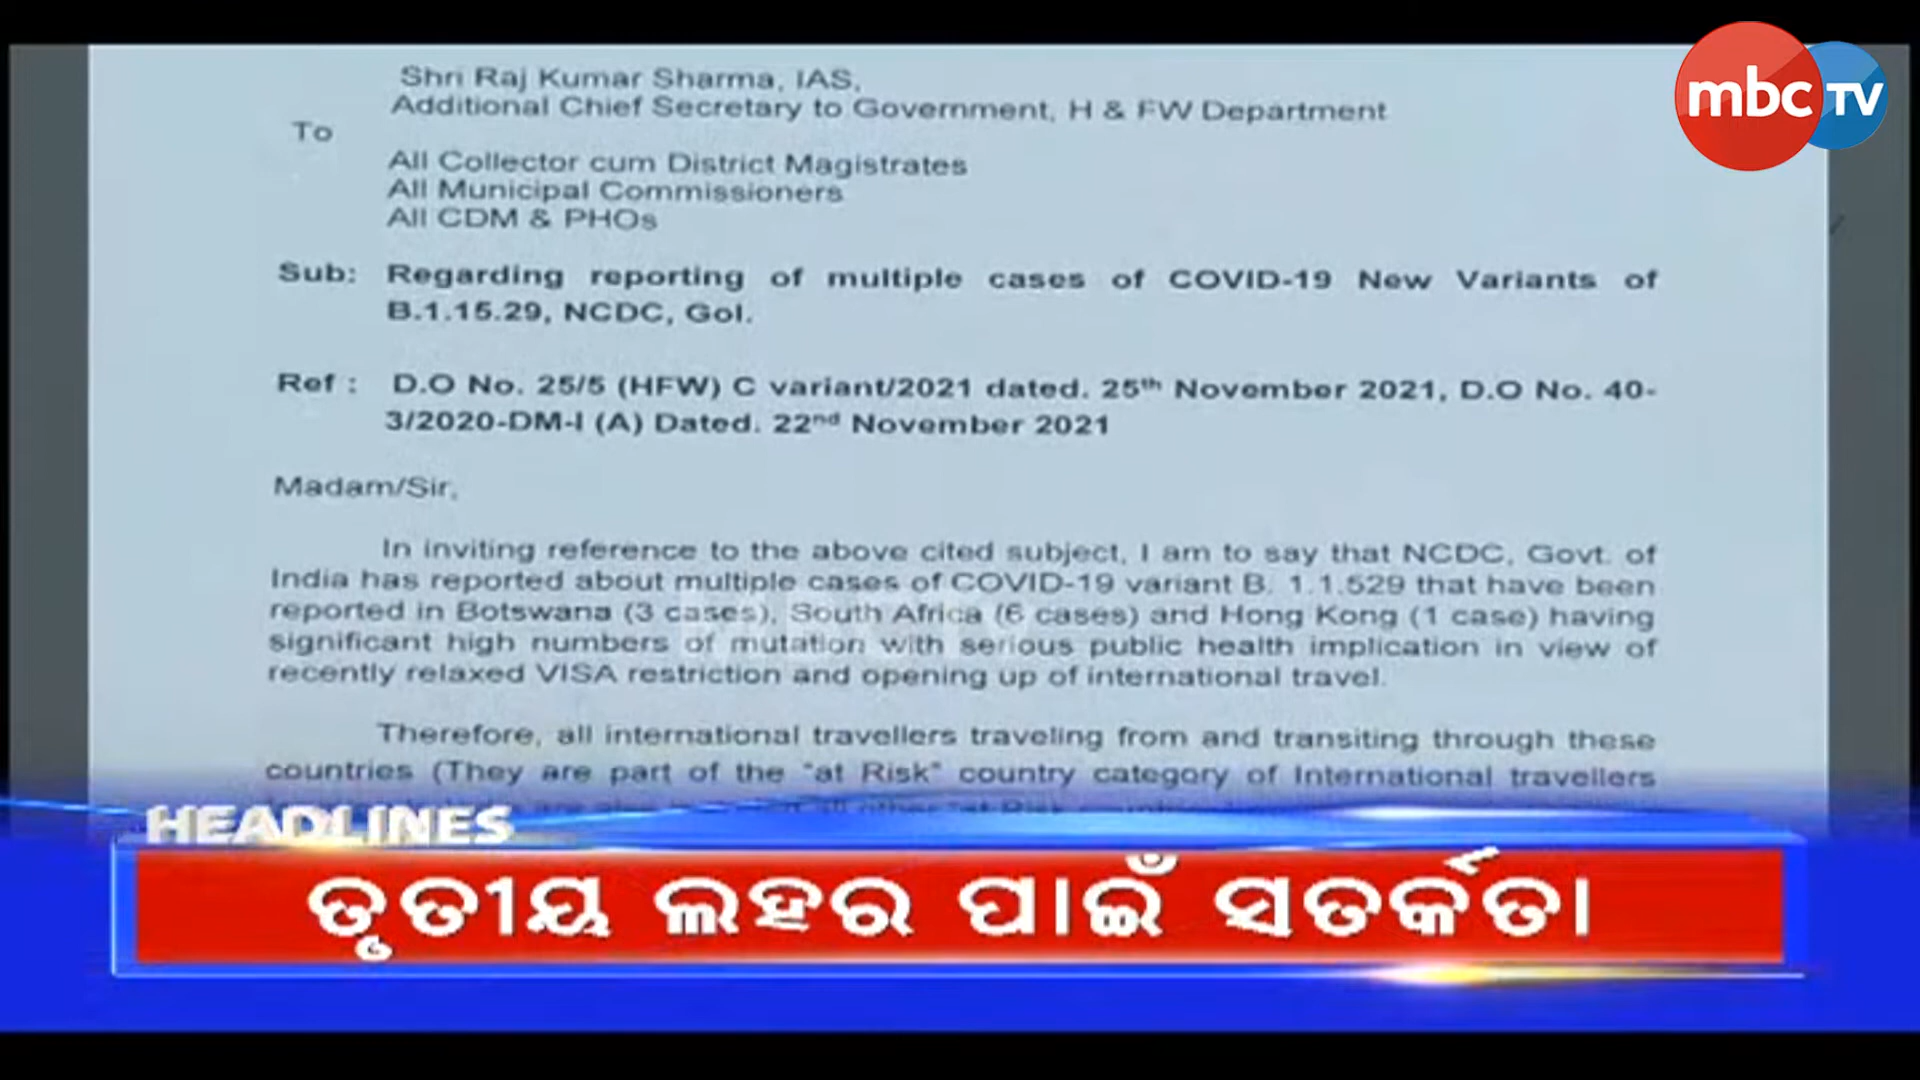 mbc TV
Shri Raj Kumar Sharma, IAS,
Additional Chief Secretary to Government, H & FW Department
To
All Collector cum District Magistrates
All Municipal Commissioners
All CDM & PHOs
Sub: Regarding reporting of multiple cases of COVID-19 New Variants of
B.1.15.29, NCDC, GoI.
Ref : D.O No. 25/5 (HFW) C variant/2021 dated. 25th November 2021, D.O No. 40-
3/2020-DM-I (A) Dated. 22nd November 2021
Madam/Sir,
In inviting reference to the above cited subject, I am to say that NCDC, Govt. of
India has reported about multiple cases of COVID-19 variant B. 1.1.529 that have been
reported in Botswana (3 cases), South Africa (6 cases) and Hong Kong (1 case) having
significant high numbers of mutation with serious public health implication in view of
recently relaxed VISA restriction and opening up of international travel.
Therefore, all international travellers traveling from and transiting through these
countries (They are part of the "at Risk" country category of International travellers
HEADLINES
ତୃତୀୟ ଲହର ପାଇଁ ସତର୍କତା